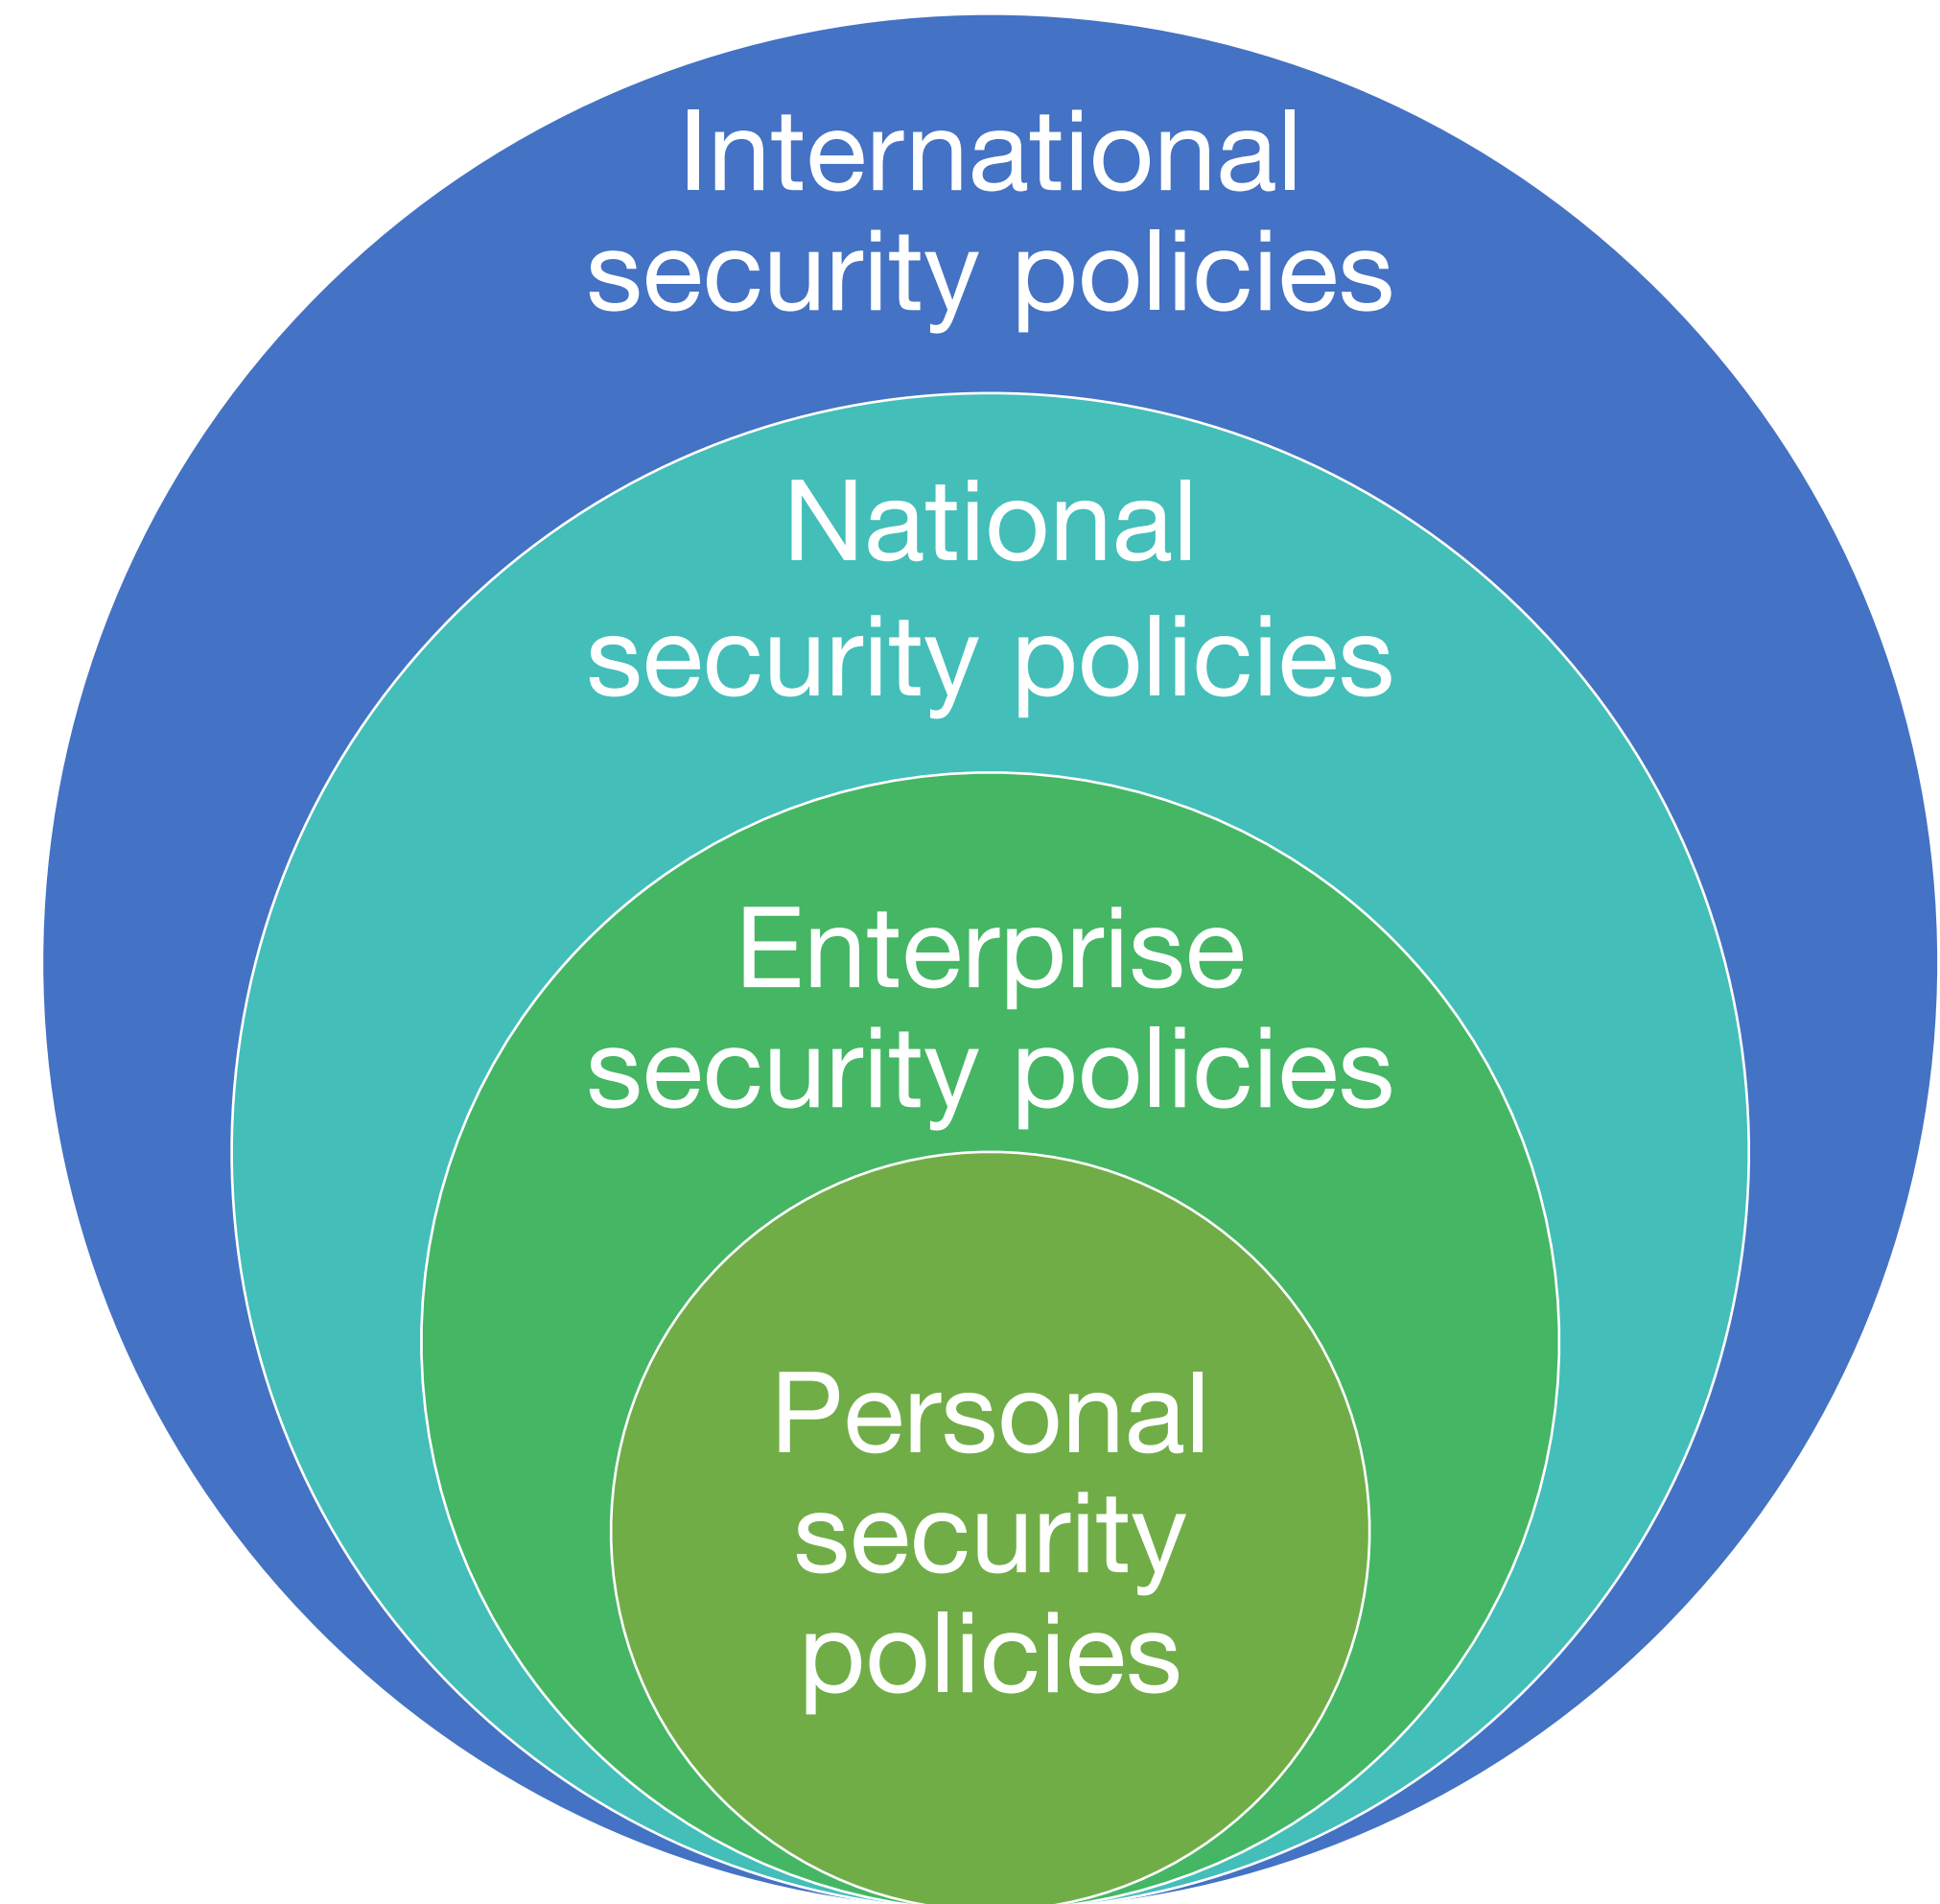 International
security policies
National
security policies
Enterprise
security policies
Personal
security
policies